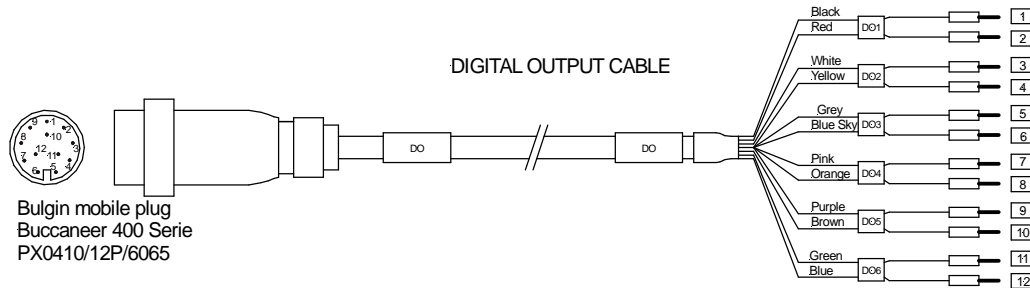 DIGITAL OUTPUT CABLE
9 1
2
8 10
3
12
7 11 4
6 5
Bulgin mobile plug
Buccaneer 400 Serie
PX0410/12P/6065
DO
DO
Black
Red
DO1
1
2
White
Yellow
DO2
3
4
Grey
Blue Sky
DO3
5
6
Pink
Orange
DO4
7
8
Purple
Brown
DO5
9
10
Green
Blue
DO6
11
12